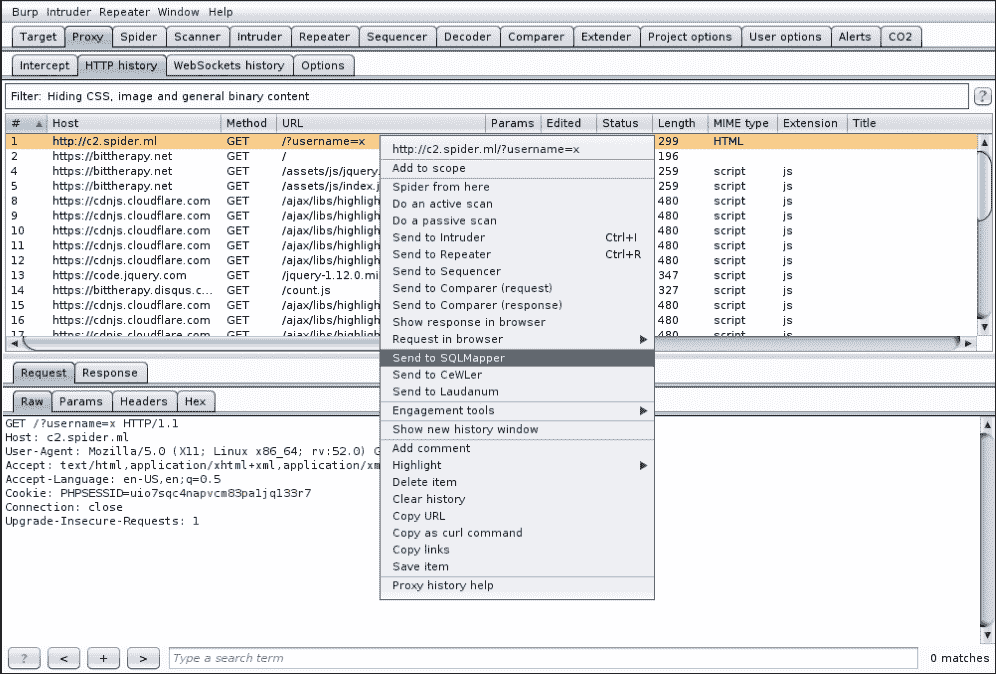 Burp Intruder Repeater Window Help
Target Proxy Spider Scanner Intruder Repeater Sequencer Decoder Comparer Extender Project options User options Alerts CO2
Intercept HTTP history WebSockets history Options
Filter: Hiding CSS, image and general binary content ?
# Host Method URL Params Edited Status Length MIME type Extension Title
1 http://c2.spider.ml GET /?username=x 299 HTML
2 https://bittherapy.net GET / 196
4 https://bittherapy.net GET /assets/js/jquery. 259 script js
5 https://bittherapy.net GET /assets/js/index.j 259 script js
8 https://cdnjs.cloudflare.com GET /ajax/libs/highligh 480 script js
9 https://cdnjs.cloudflare.com GET /ajax/libs/highligh 480 script js
10 https://cdnjs.cloudflare.com GET /ajax/libs/highligh 480 script js
11 https://cdnjs.cloudflare.com GET /ajax/libs/highligh 480 script js
12 https://cdnjs.cloudflare.com GET /ajax/libs/highligh 480 script js
13 https://code.jquery.com GET /jquery-1.12.0.mi 347 script js
14 https://bittherapy.disqus.c... GET /count.js 327 script js
15 https://cdnjs.cloudflare.com GET /ajax/libs/highligh 480 script js
16 https://cdnjs.cloudflare.com GET /ajax/libs/highligh 480 script js
17 https://cdnjs.cloudflare.com GET /ajax/libs/highligh 480 script js
http://c2.spider.ml/?username=x
Add to scope
Spider from here
Do an active scan
Do a passive scan
Send to Intruder Ctrl+I
Send to Repeater Ctrl+R
Send to Sequencer
Send to Comparer (request)
Send to Comparer (response)
Show response in browser
Request in browser
Send to SQLMapper
Send to CeWLer
Send to Laudanum
Engagement tools
Show new history window
Add comment
Highlight
Delete item
Clear history
Copy URL
Copy as curl command
Copy links
Save item
Proxy history help
Request Response
Raw Params Headers Hex
GET /?username=x HTTP/1.1
Host: c2.spider.ml
User-Agent: Mozilla/5.0 (X11; Linux x86_64; rv:52.0) G
Accept: text/html,application/xhtml+xml,application/xm
Accept-Language: en-US,en;q=0.5
Cookie: PHPSESSID=uio7sqc4napvcm83pa1jq133r7
Connection: close
Upgrade-Insecure-Requests: 1
? < + > Type a search term 0 matches